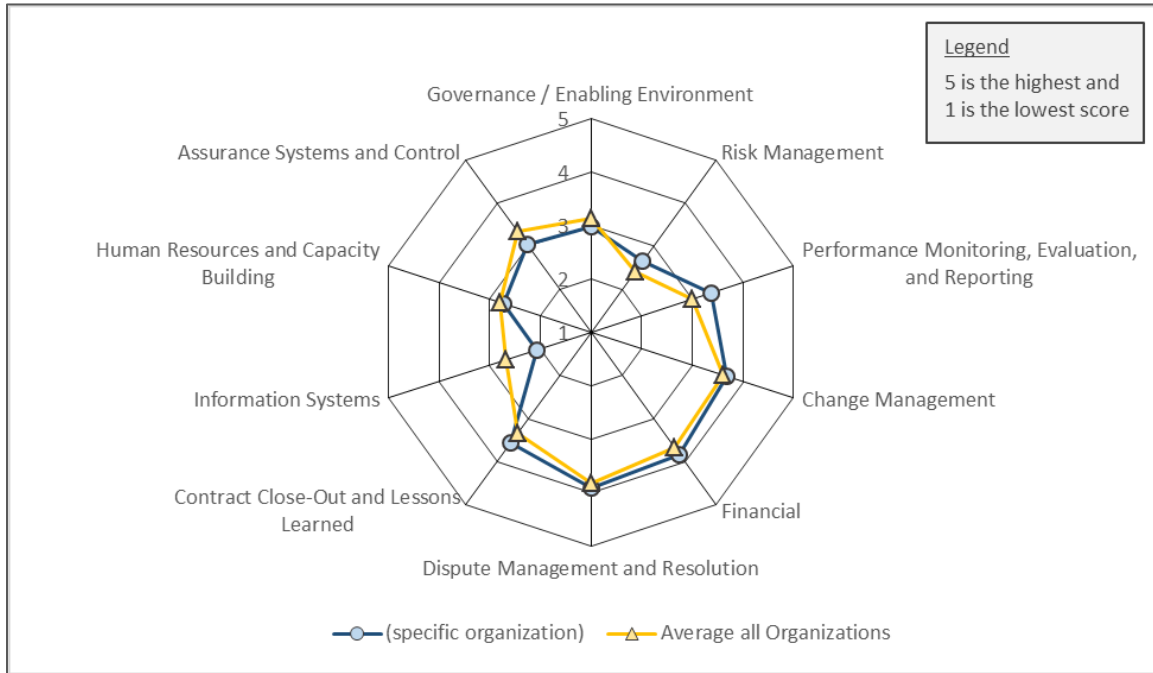 Legend
5 is the highest and
1 is the lowest score
Governance / Enabling Environment
5
4
3
2
1
Risk Management
Performance Monitoring, Evaluation,
and Reporting
Change Management
Financial
Dispute Management and Resolution
Contract Close-Out and Lessons
Learned
Information Systems
Human Resources and Capacity
Building
Assurance Systems and Control
(specific organization)
Average all Organizations